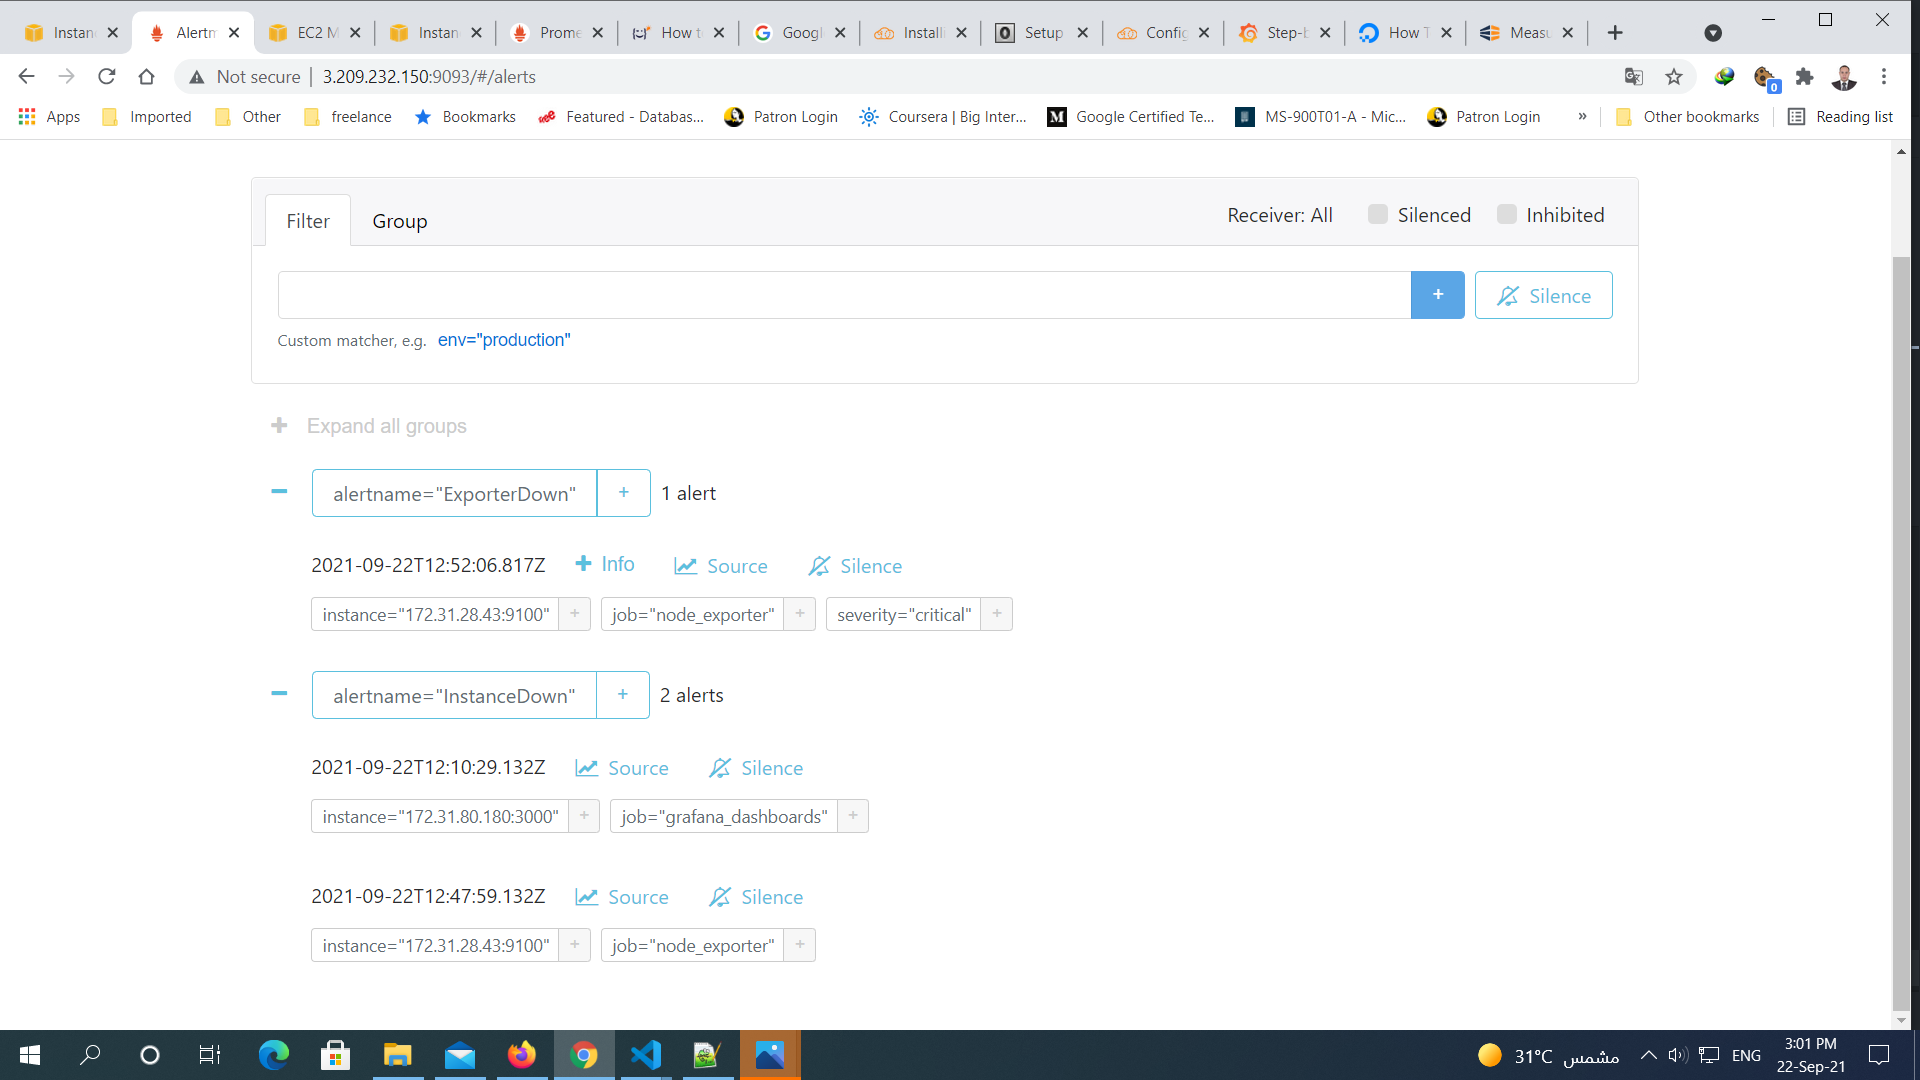 Instan
Alertm
EC2 M
Instan
Prome
How t
Googl
Install
Setup
Config
Step-b
How T
Measu
Not secure | 3.209.232.150:9093/#/alerts
0
Apps Imported Other freelance Bookmarks Featured - Databas... Patron Login Coursera | Big Inter... Google Certified Te... MS-900T01-A - Mic... Patron Login » Other bookmarks Reading list
Filter Group Receiver: All Silenced Inhibited
+ Silence
Custom matcher, e.g. env="production"
+ Expand all groups
alertname="ExporterDown" + 1 alert
2021-09-22T12:52:06.817Z + Info Source Silence
instance="172.31.28.43:9100" + job="node_exporter" + severity="critical" +
alertname="InstanceDown" + 2 alerts
2021-09-22T12:10:29.132Z Source Silence
instance="172.31.80.180:3000" + job="grafana_dashboards" +
2021-09-22T12:47:59.132Z Source Silence
instance="172.31.28.43:9100" + job="node_exporter" +
31°C مشمس ENG 3:01 PM
22-Sep-21